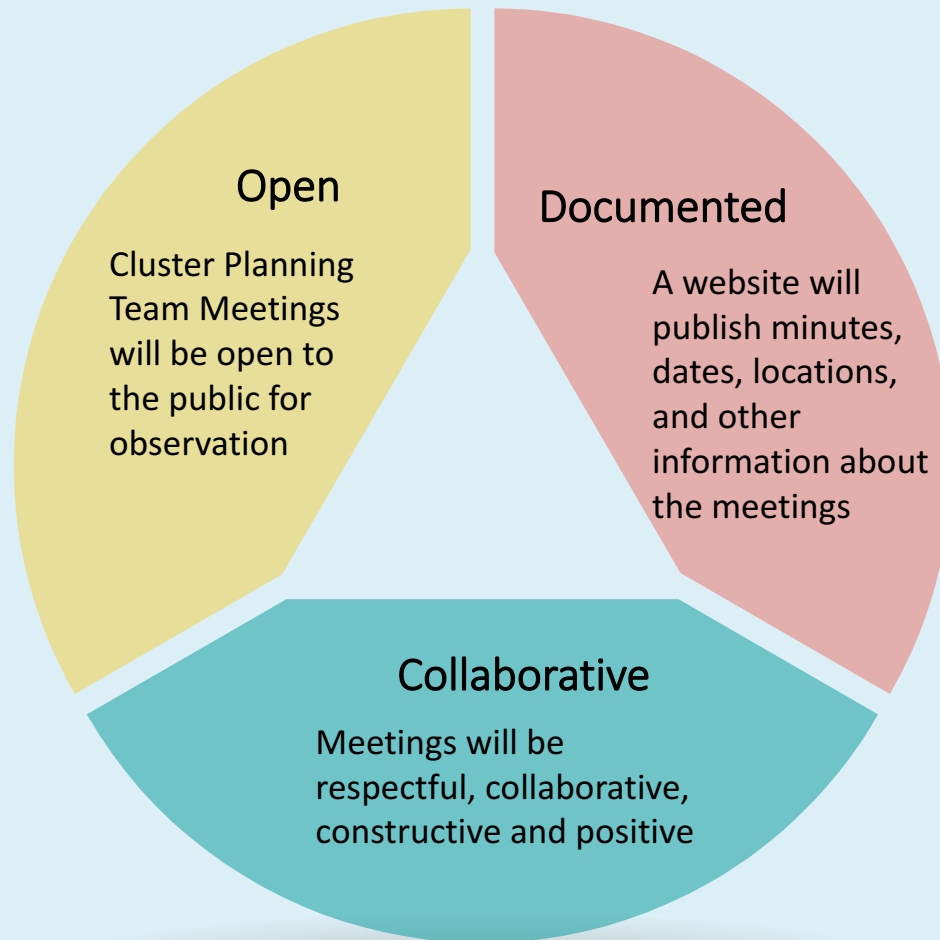 Open
Cluster Planning
Team Meetings
will be open to
the public for
observation
Documented
A website will
publish minutes,
dates, locations,
and other
information about
the meetings
Collaborative
Meetings will be
respectful, collaborative,
constructive and positive